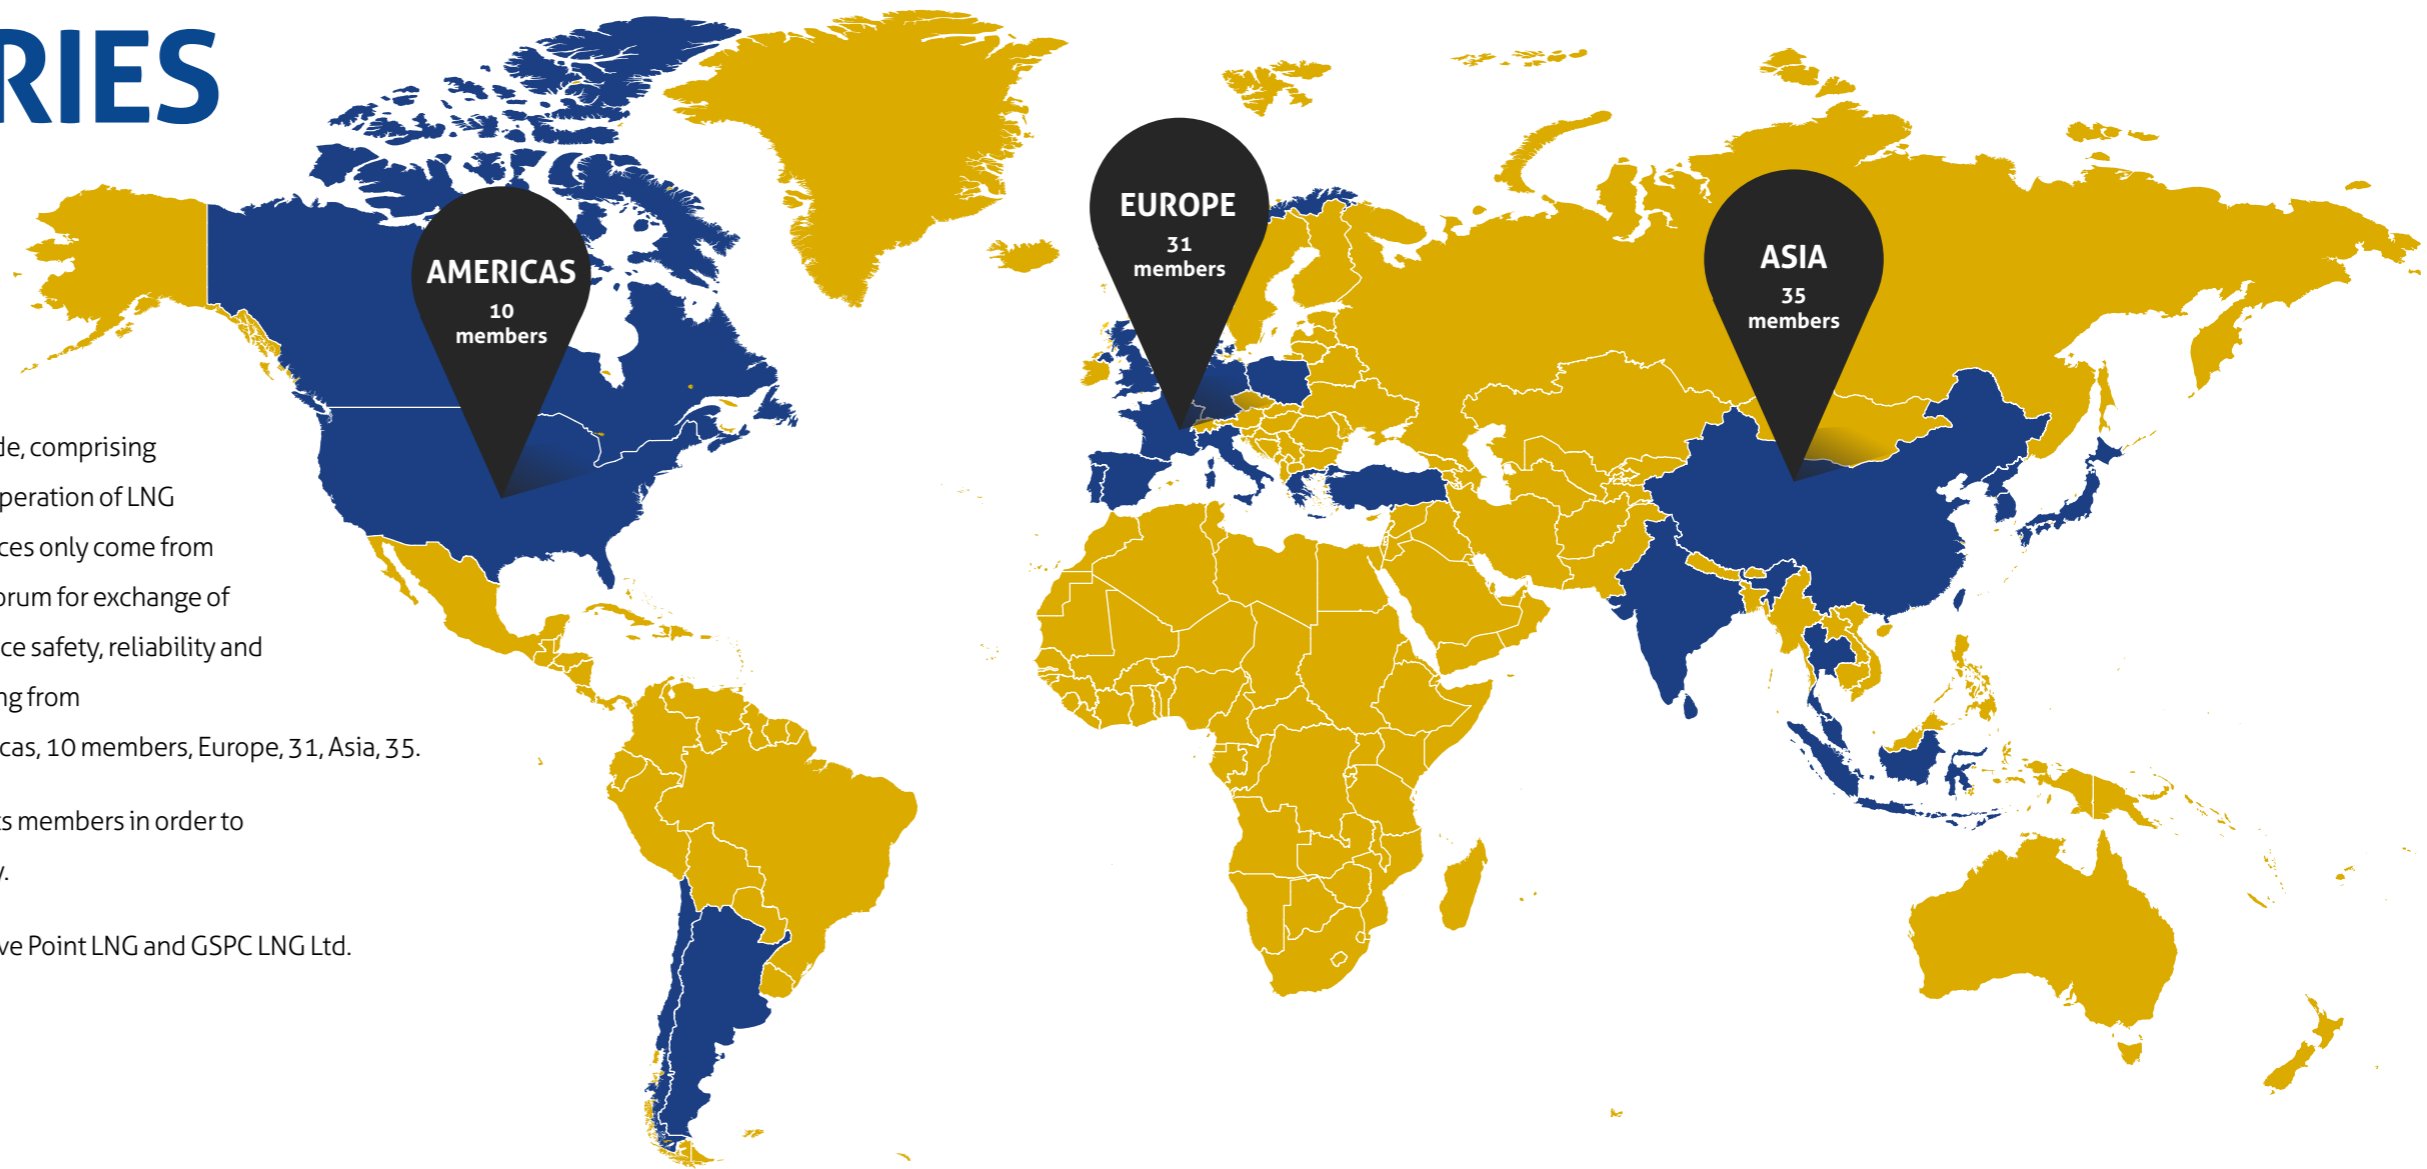 RIES
AMERICAS
10
members
EUROPE
31
members
ASIA
35
members
de, comprising
peration of LNG
ces only come from
orum for exchange of
ce safety, reliability and
ng from
cas, 10 members, Europe, 31, Asia, 35.
ts members in order to
y.
ve Point LNG and GSPC LNG Ltd.